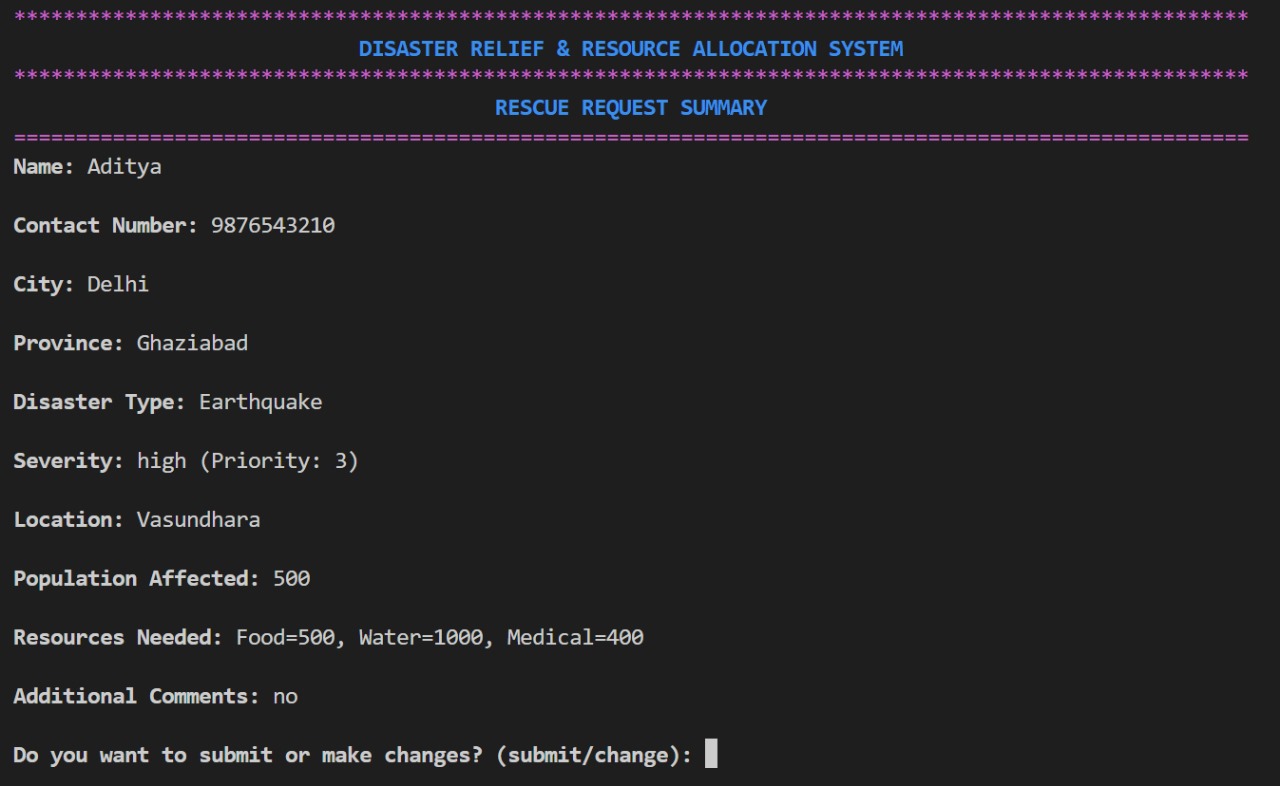 ****************************************************************************************************
DISASTER RELIEF & RESOURCE ALLOCATION SYSTEM
****************************************************************************************************
RESCUE REQUEST SUMMARY
====================================================================================================
Name: Aditya
Contact Number: 9876543210
City: Delhi
Province: Ghaziabad
Disaster Type: Earthquake
Severity: high (Priority: 3)
Location: Vasundhara
Population Affected: 500
Resources Needed: Food=500, Water=1000, Medical=400
Additional Comments: no
Do you want to submit or make changes? (submit/change):